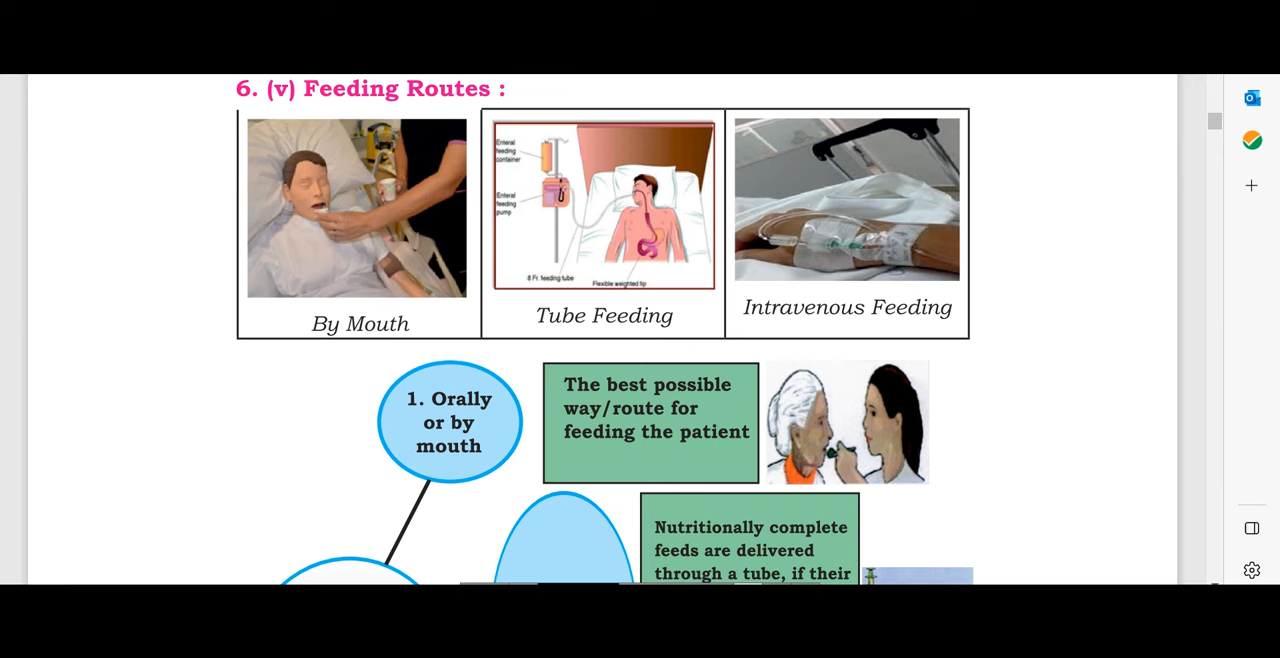 6. (v) Feeding Routes :
Enteral
feeding
container
Enteral
feeding
pump
8 Fr. feeding tube
Flexible weighted tip
By Mouth
Tube Feeding
Intravenous Feeding
1. Orally
or by
mouth
The best possible
way/route for
feeding the patient
Nutritionally complete
feeds are delivered
through a tube, if their